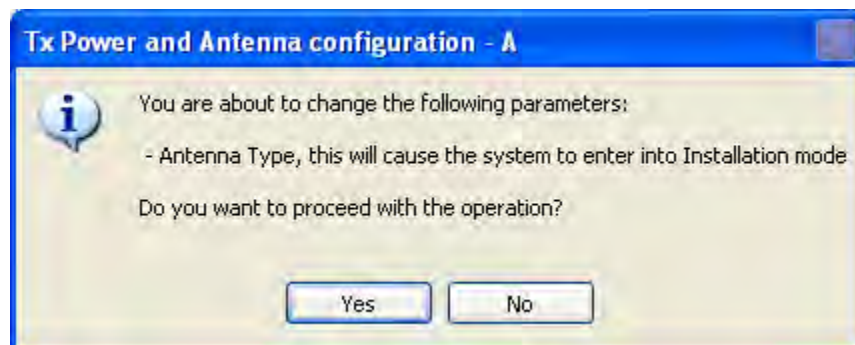 Tx Power and Antenna configuration - A
You are about to change the following parameters:
- Antenna Type, this will cause the system to enter into Installation mode
Do you want to proceed with the operation?
Yes
No